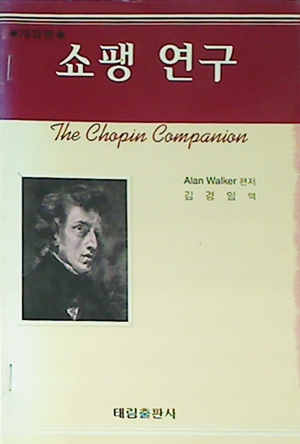 개정판
쇼팽 연구
The Chopin Companion
Alan Walker 편저
김경임 역
태림출판사